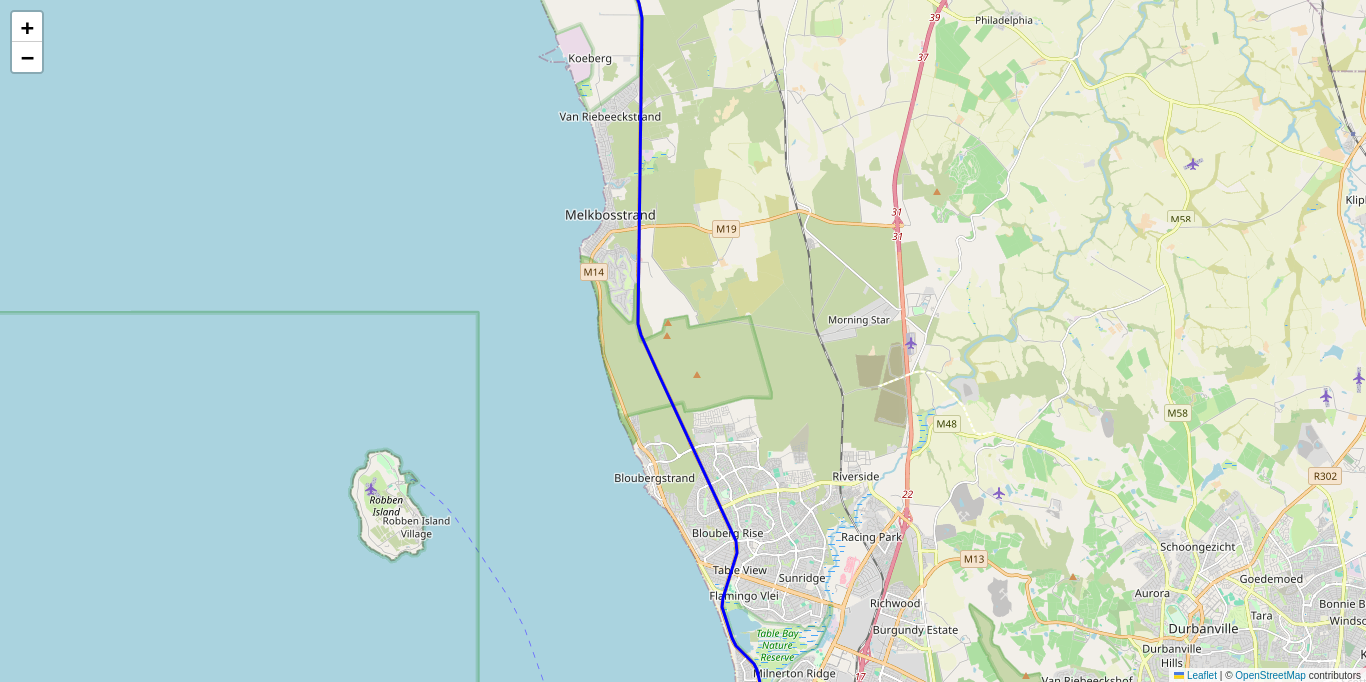 +
−
39
Philadelphia
37
Koeberg
Van Riebeeckstrand
M58
Klip
Melkbosstrand
31
M19
31
M14
Morning Star
M58
M48
Bloubergstrand
Riverside
R302
Robben
Island
22
Robben Island
Village
Blouberg Rise
Racing Park
Schoongezicht
M13
Table View
Sunridge
Goedemoed
Flamingo Vlei
Aurora
Richwood
Bonnie B
Tara
Windso
Burgundy Estate
Durbanville
Table Bay
Nature
Reserve
Durbanville
Hills
K
Milnerton Ridge
17
Van Riebeeckshof
Leaflet | © OpenStreetMap contributors